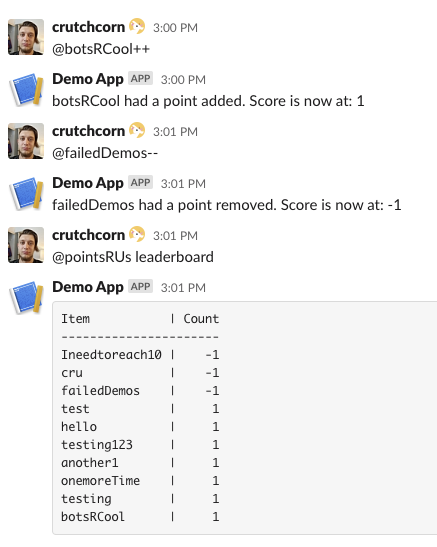 crutchcorn 3:00 PM
@botsRCool++
Demo App APP 3:00 PM
botsRCool had a point added. Score is now at: 1
crutchcorn 3:01 PM
@failedDemos--
Demo App APP 3:01 PM
failedDemos had a point removed. Score is now at: -1
crutchcorn 3:01 PM
@pointsRUs leaderboard
Demo App APP 3:01 PM
Item | Count
----------------------
Ineedtoreach10 | -1
cru | -1
failedDemos | -1
test | 1
hello | 1
testing123 | 1
another1 | 1
onemoreTime | 1
testing | 1
botsRCool | 1